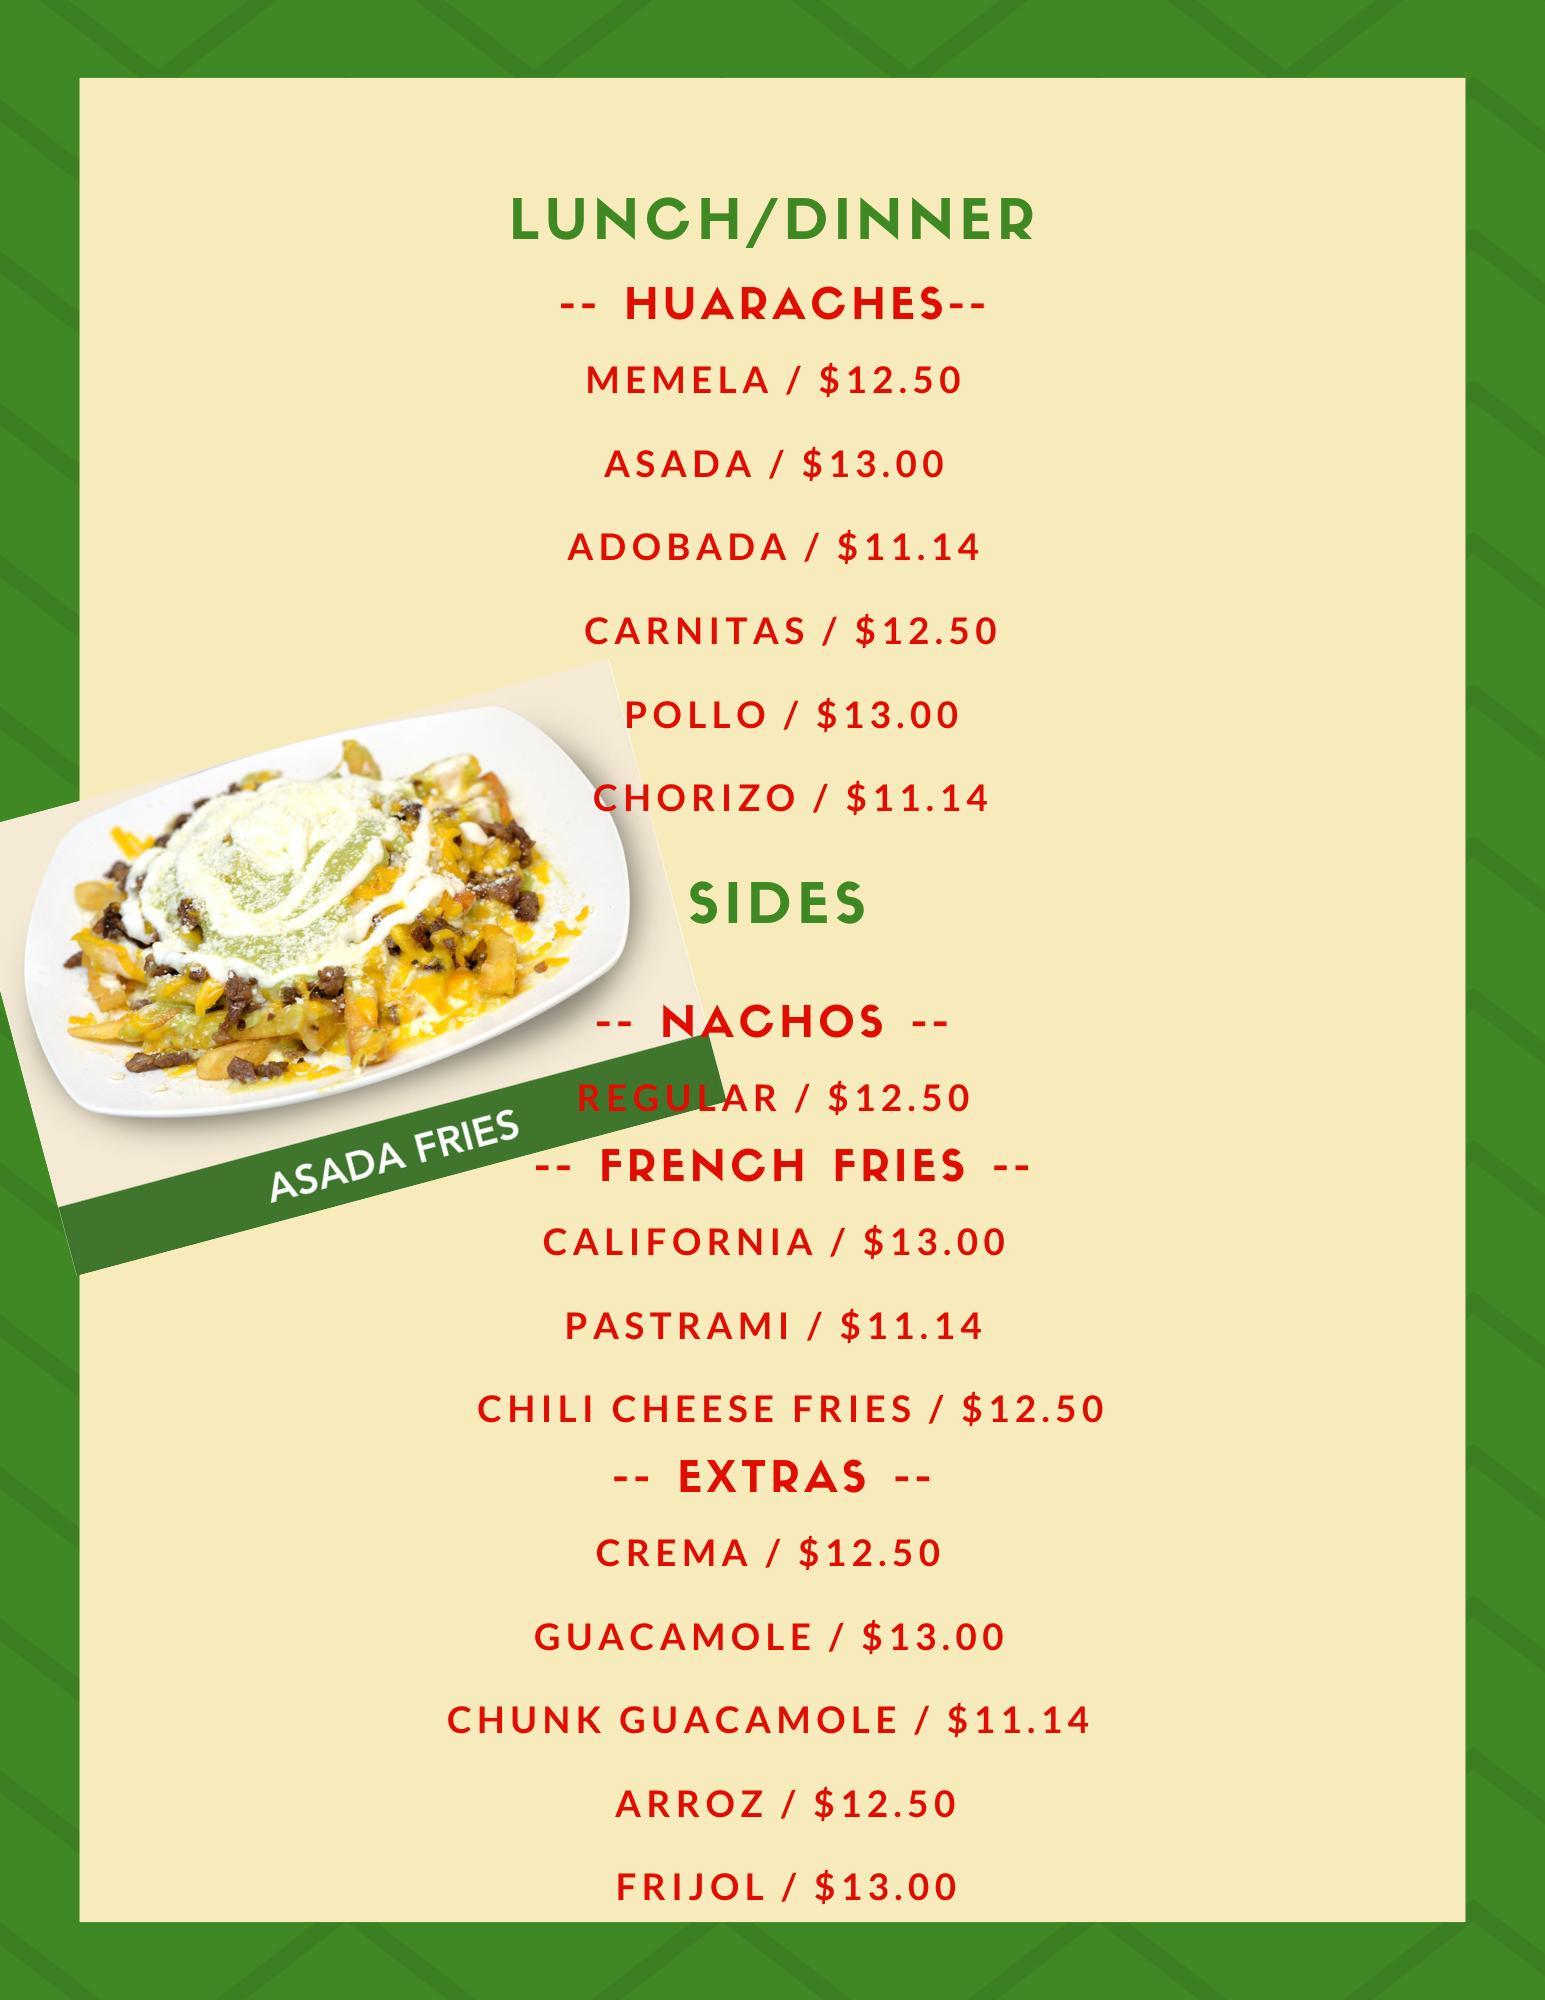 LUNCH/DINNER
-- HUARACHES--
MEMELA / $12.50
ASADA / $13.00
ADOBADA / $11.14
CARNITAS / $12.50
POLLO / $13.00
CHORIZO / $11.14
SIDES
-- NACHOS --
REGULAR / $12.50
ASADA FRIES
-- FRENCH FRIES --
CALIFORNIA / $13.00
PASTRAMI / $11.14
CHILI CHEESE FRIES / $12.50
-- EXTRAS --
CREMA / $12.50
GUACAMOLE / $13.00
CHUNK GUACAMOLE / $11.14
ARROZ / $12.50
FRIJOL / $13.00